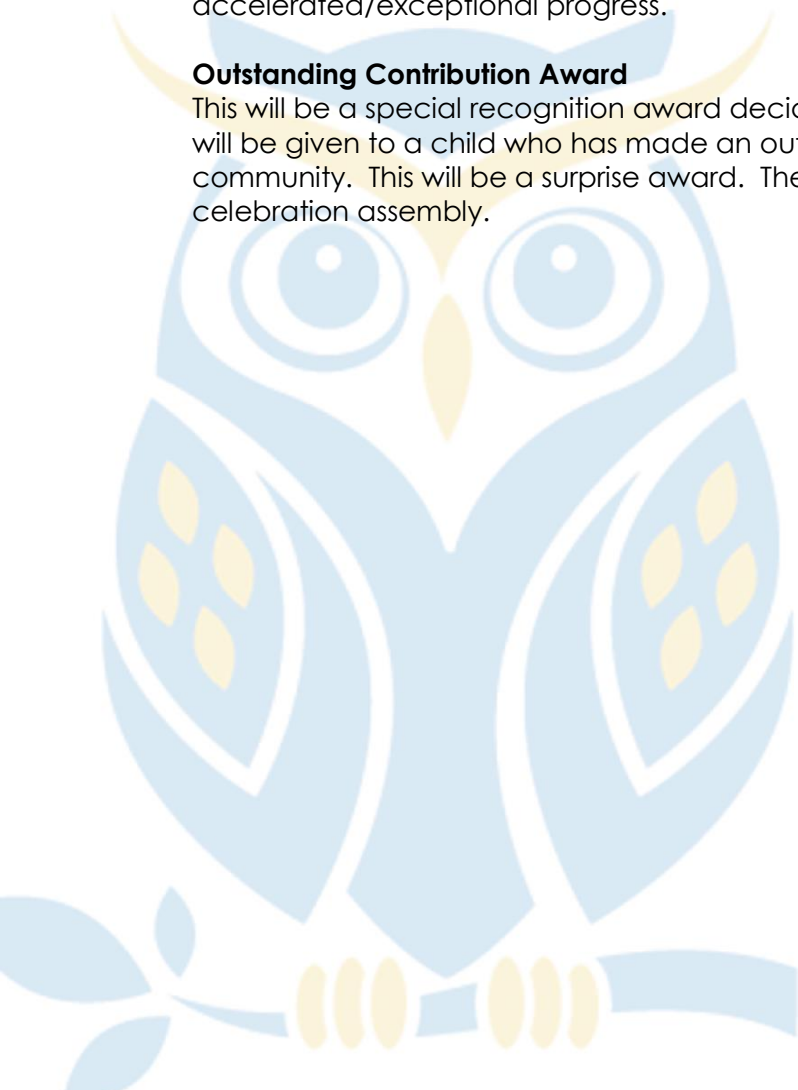 accelerated/exceptional progress.
Outstanding Contribution Award
This will be a special recognition award
will be given to a child who has made an
community. This will be a surprise award.
celebration assembly.